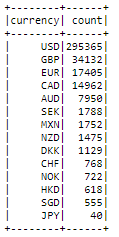 +--------+------+
|currency| count|
+--------+------+
|     USD|295365|
|     GBP| 34132|
|     EUR| 17405|
|     CAD| 14962|
|     AUD|  7950|
|     SEK|  1788|
|     MXN|  1752|
|     NZD|  1475|
|     DKK|  1129|
|     CHF|   768|
|     NOK|   722|
|     HKD|   618|
|     SGD|   555|
|     JPY|    40|
+--------+------+